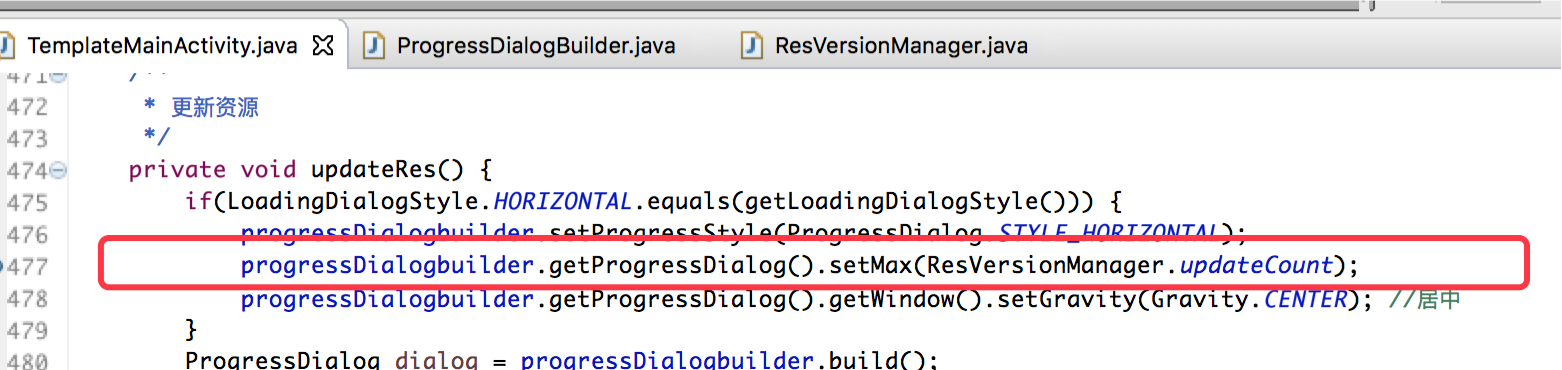 TemplateMainActivity.java ProgressDialogBuilder.java ResVersionManager.java
471 /**
472 * 更新资源
473 */
474 private void updateRes() {
475 if(LoadingDialogStyle.HORIZONTAL.equals(getLoadingDialogStyle())) {
476 progressDialogbuilder.setProgressStyle(ProgressDialog.STYLE_HORIZONTAL);
477 progressDialogbuilder.getProgressDialog().setMax(ResVersionManager.updateCount);
478 progressDialogbuilder.getProgressDialog().getWindow().setGravity(Gravity.CENTER); //居中
479 }
480 ProgressDialog dialog = progressDialogbuilder.build();